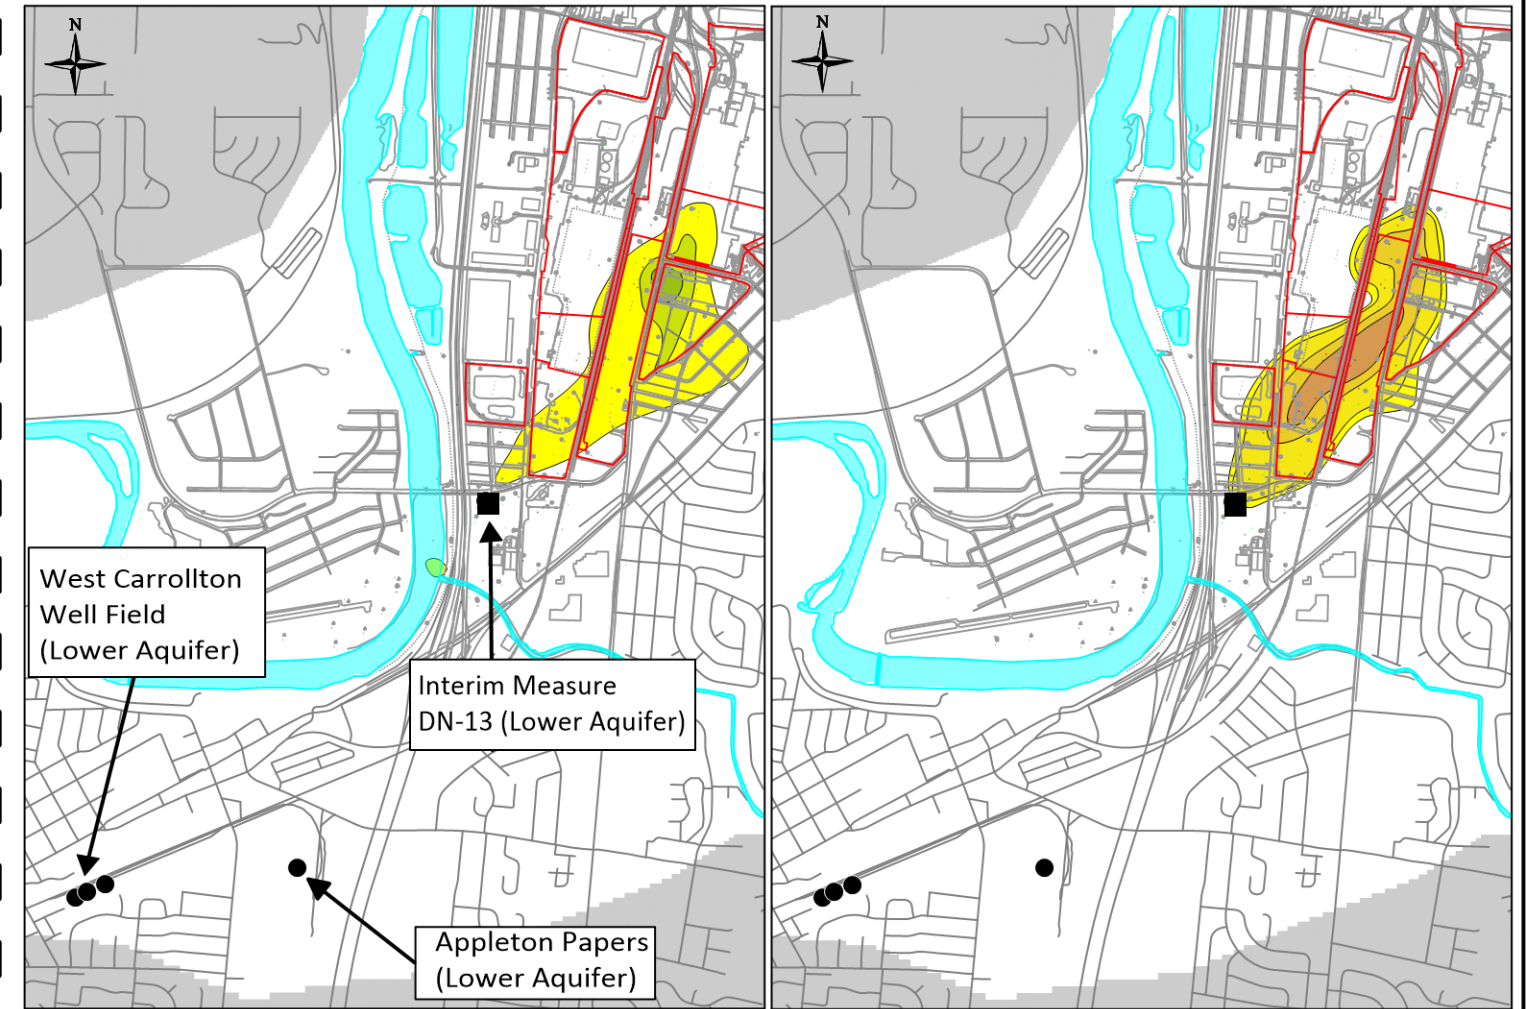 N
N
West Carrollton
Well Field
(Lower Aquifer)
Interim Measure
DN-13 (Lower Aquifer)
Appleton Papers
(Lower Aquifer)